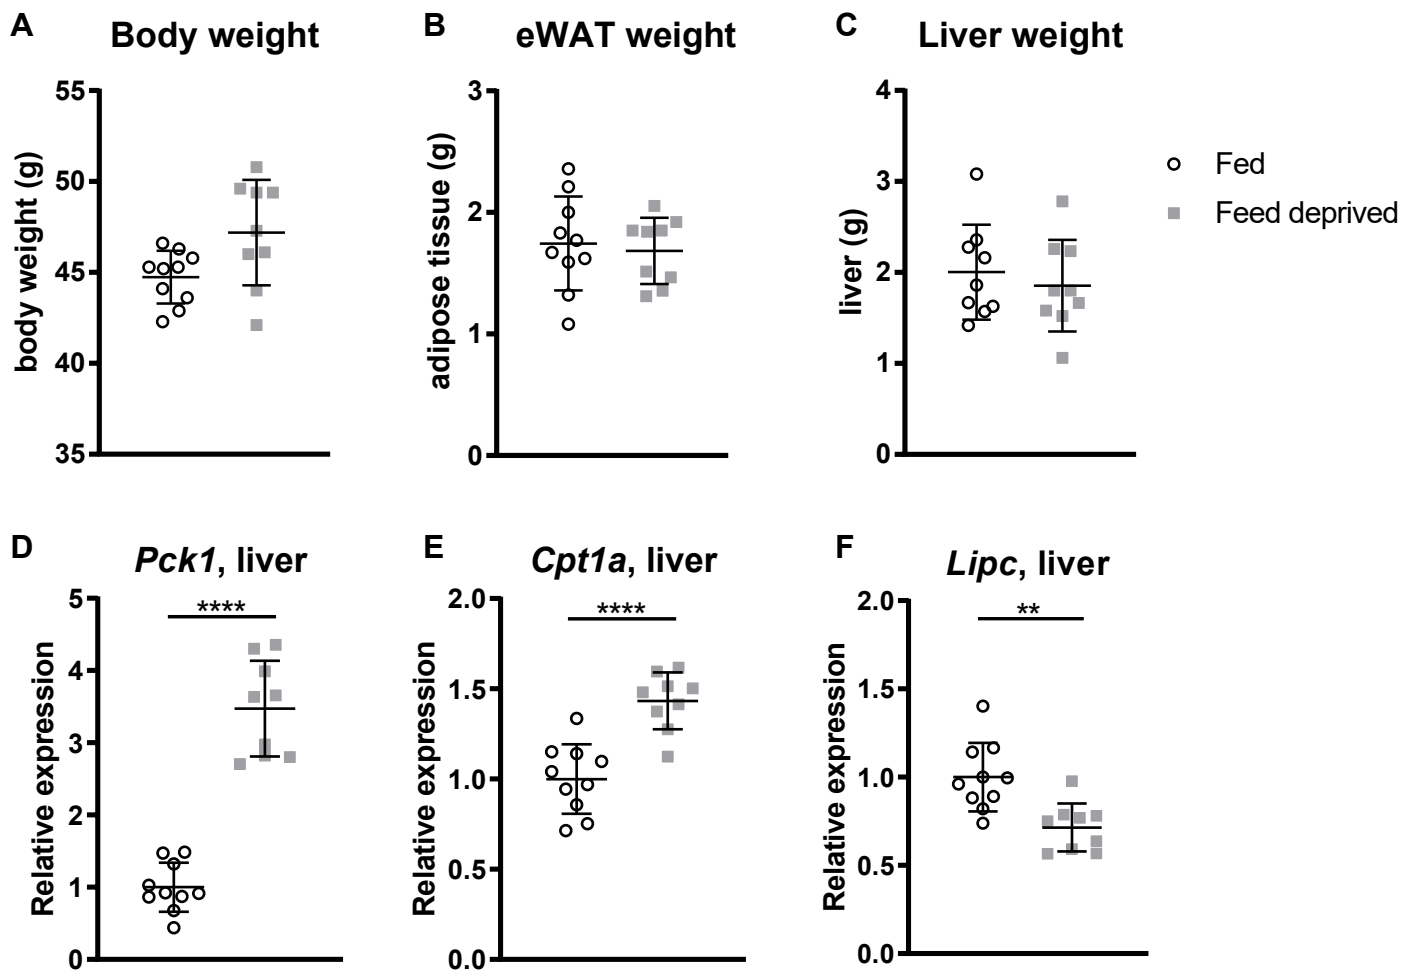 A Body weight
B eWAT weight
C Liver weight
body weight (g)
55
50
45
40
35
adipose tissue (g)
3
2
1
0
liver (g)
4
3
2
1
0
Fed
Feed deprived
D Pck1, liver
E Cpt1a, liver
F Lipc, liver
Relative expression
5
4
3
2
1
0
****
Relative expression
2.0
1.5
1.0
0.5
0.0
****
Relative expression
2.0
1.5
1.0
0.5
0.0
**